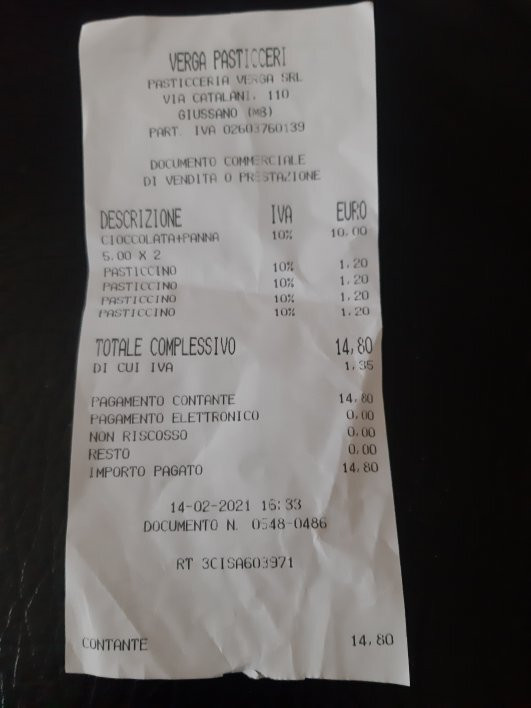 VERGA PASTICCERI
PASTICCERIA VERGA SRL
VIA CATALANI, 110
GIUSSANO (MB)
PART. IVA 02603760139
DOCUMENTO COMMERCIALE
DI VENDITA O PRESTAZIONE
DESCRIZIONE IVA EURO
CIOCCOLATA+PANNA 10% 10,00
5,00 X 2
PASTICCINO 10% 1,20
PASTICCINO 10% 1,20
PASTICCINO 10% 1,20
PASTICCINO 10% 1,20
TOTALE COMPLESSIVO 14,80
DI CUI IVA 1,35
PAGAMENTO CONTANTE 14,80
PAGAMENTO ELETTRONICO 0,00
NON RISCOSSO 0,00
RESTO 0,00
IMPORTO PAGATO 14,80
14-02-2021 16:33
DOCUMENTO N. 0548-0486
RT 3CISA603971
CONTANTE 14,80